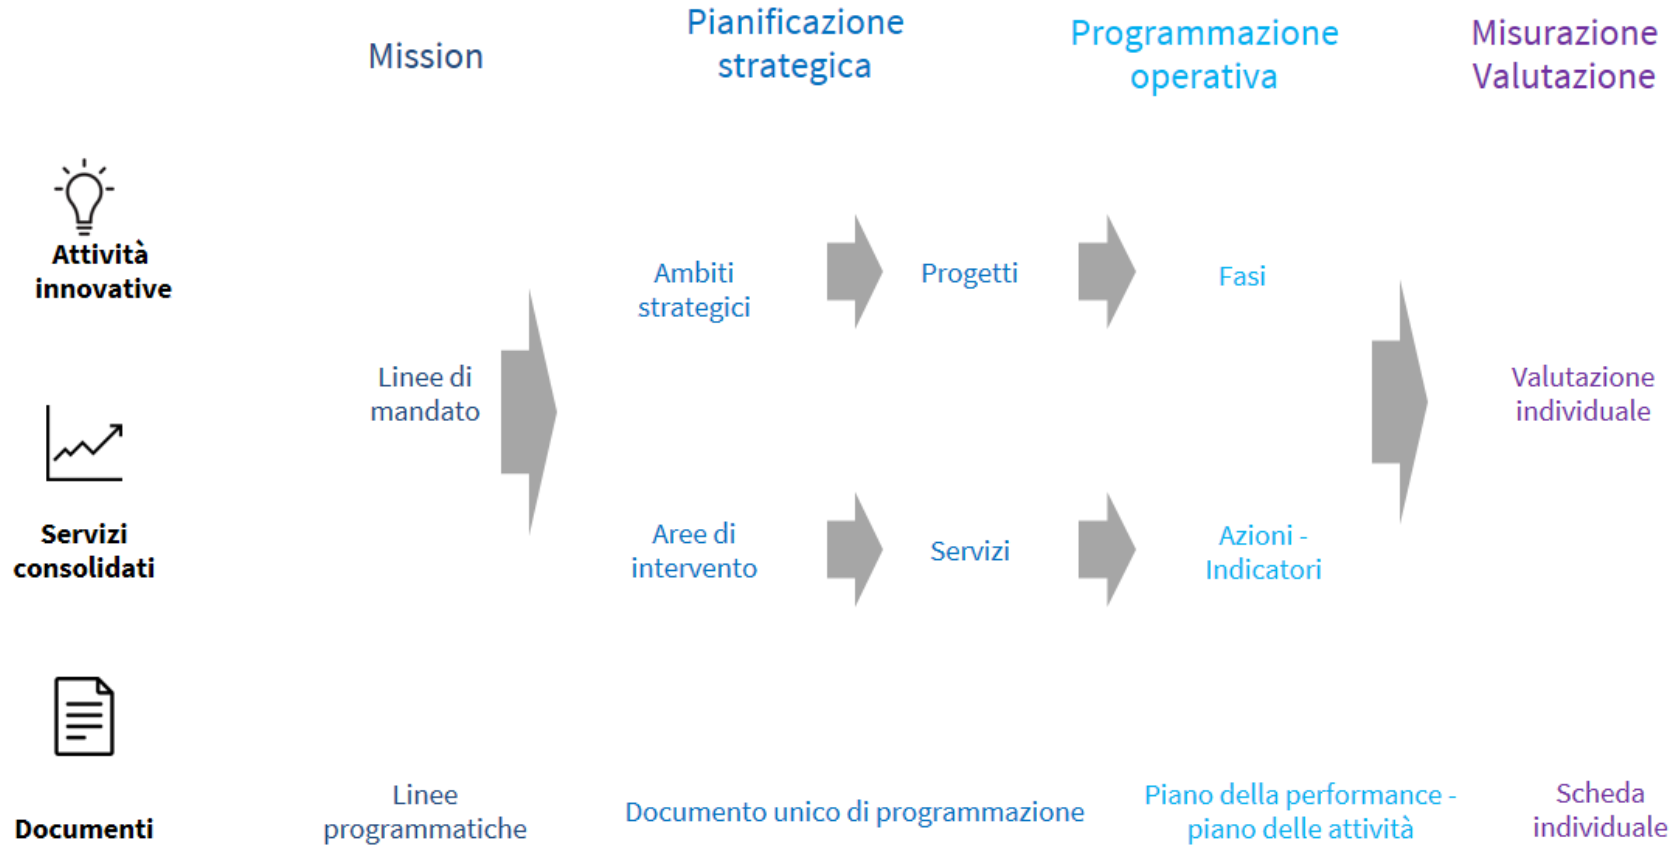 Mission
Pianificazione
strategica
Programmazione
operativa
Misurazione
Valutazione
Attività
innovative
Ambiti
strategici
Progetti
Fasi
Linee di
mandato
Valutazione
individuale
Servizi
consolidati
Aree di
intervento
Servizi
Azioni -
Indicatori
Documenti
Linee
programmatiche
Documento unico di programmazione
Piano della performance -
piano delle attività
Scheda
individuale